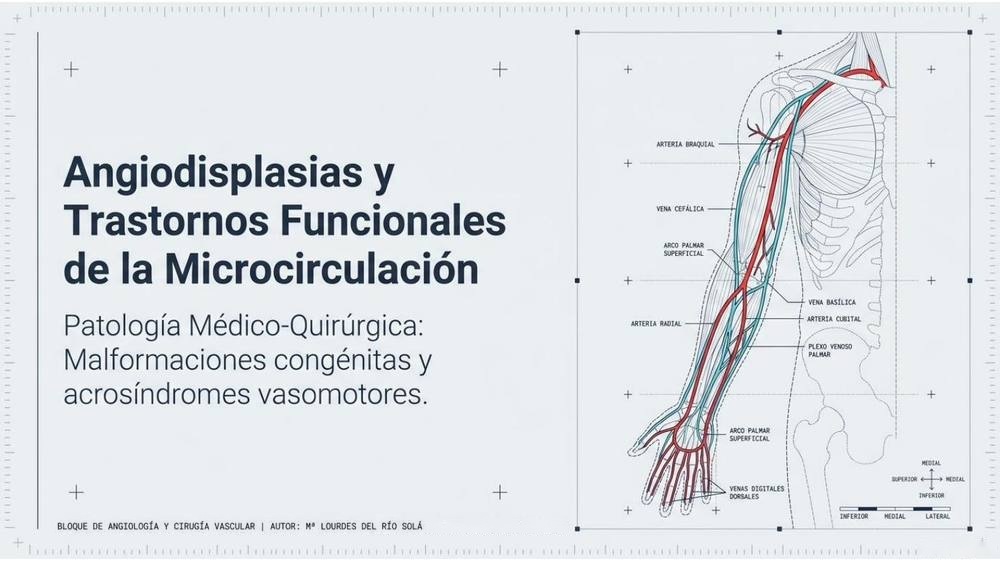 Angiodisplasias y
Trastornos Funcionales
de la Microcirculación
Patología Médico-Quirúrgica:
Malformaciones congénitas y
acrosíndromes vasomotores.
BLOQUE DE ANGIOLOGÍA Y CIRUGÍA VASCULAR | AUTOR: Mª LOURDES DEL RÍO SOLÁ
ARTERIA BRAQUIAL
VENA CEFÁLICA
ARCO PALMAR
SUPERFICIAL
VENA BASÍLICA
ARTERIA CUBITAL
ARTERIA RADIAL
PLEXO VENOSO
PALMAR
ARCO PALMAR
SUPERFICIAL
VENAS DIGITALES
DORSALES
MEDIAL
SUPERIOR
MEDIAL
INFERIOR
INFERIOR MEDIAL LATERAL